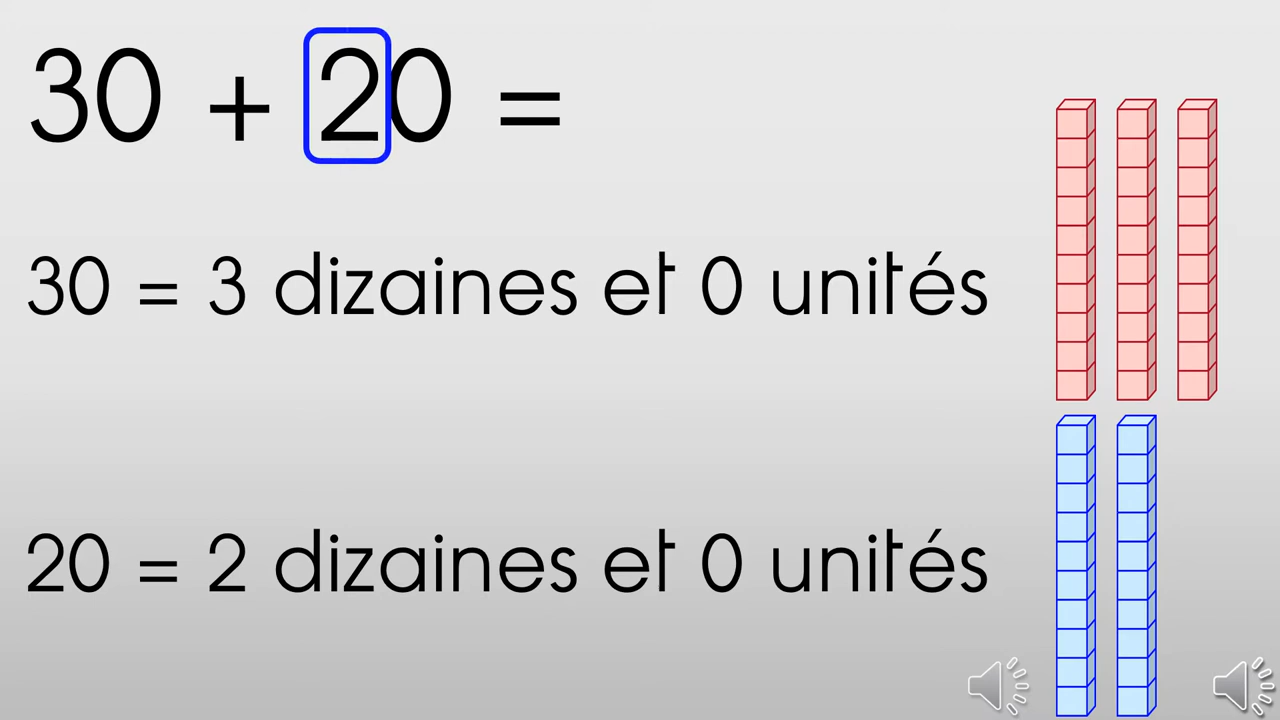 30 + 20 =
30 = 3 dizaines et 0 unités
20 = 2 dizaines et 0 unités